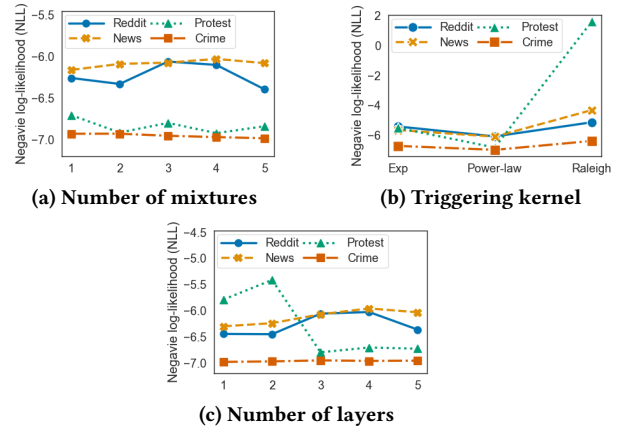 Negavie log-likelihood (NLL)
−5.5
−6.0
−6.5
−7.0
Reddit
Protest
News
Crime
1 2 3 4 5
(a) Number of mixtures
Negavie log-likelihood (NLL)
2
0
−2
−4
−6
Reddit
Protest
News
Crime
Exp Power-law Raleigh
(b) Triggering kernel
Negavie log-likelihood (NLL)
−4.5
−5.0
−5.5
−6.0
−6.5
−7.0
Reddit
Protest
News
Crime
1 2 3 4 5
(c) Number of layers